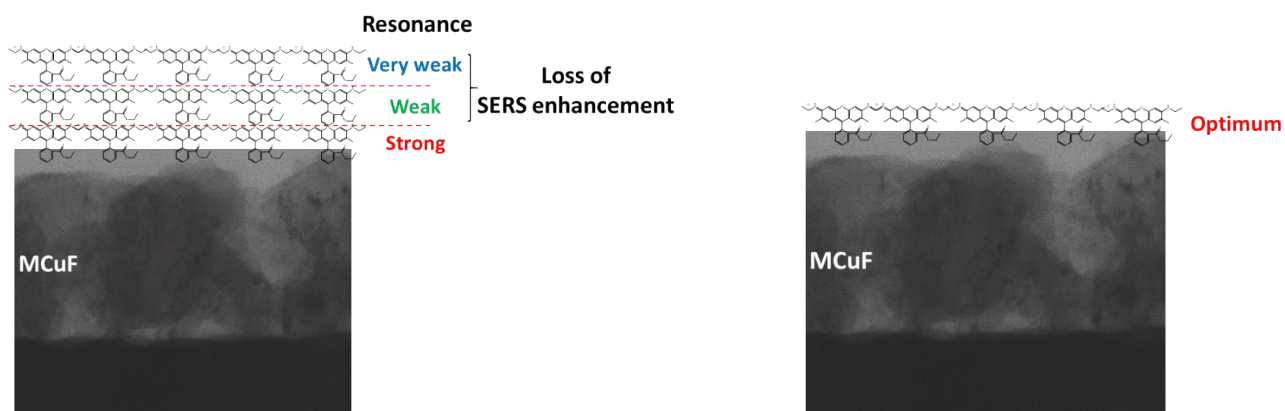 Resonance
Very weak
Weak
Strong
Loss of
SERS enhancement
MCuF
Optimum
MCuF